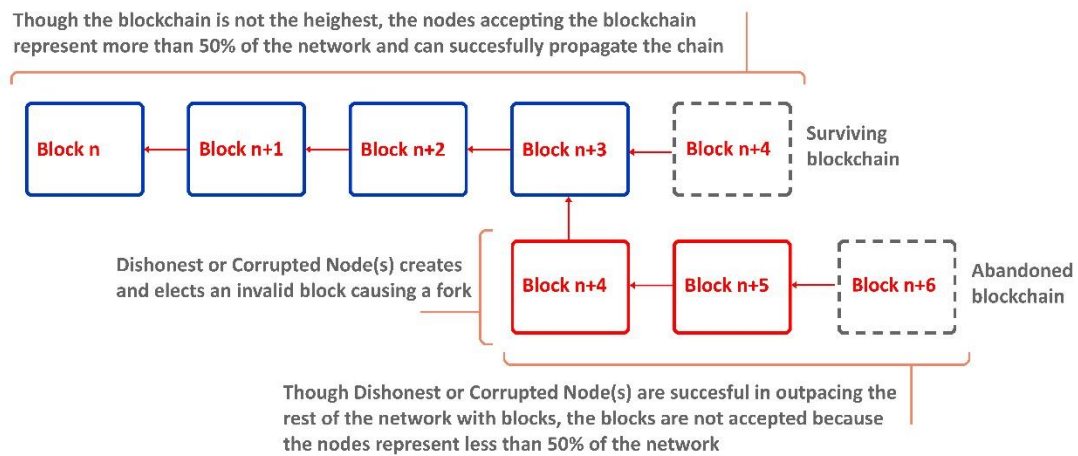 Though the blockchain is not the heighest, the nodes accepting the blockchain
represent more than 50% of the network and can succesfully propagate the chain
Block n
Block n+1
Block n+2
Block n+3
Block n+4
Surviving
blockchain
Dishonest or Corrupted Node(s) creates
and elects an invalid block causing a fork
Block n+4
Block n+5
Block n+6
Abandoned
blockchain
Though Dishonest or Corrupted Node(s) are succesful in outpacing the
rest of the network with blocks, the blocks are not accepted because
the nodes represent less than 50% of the network